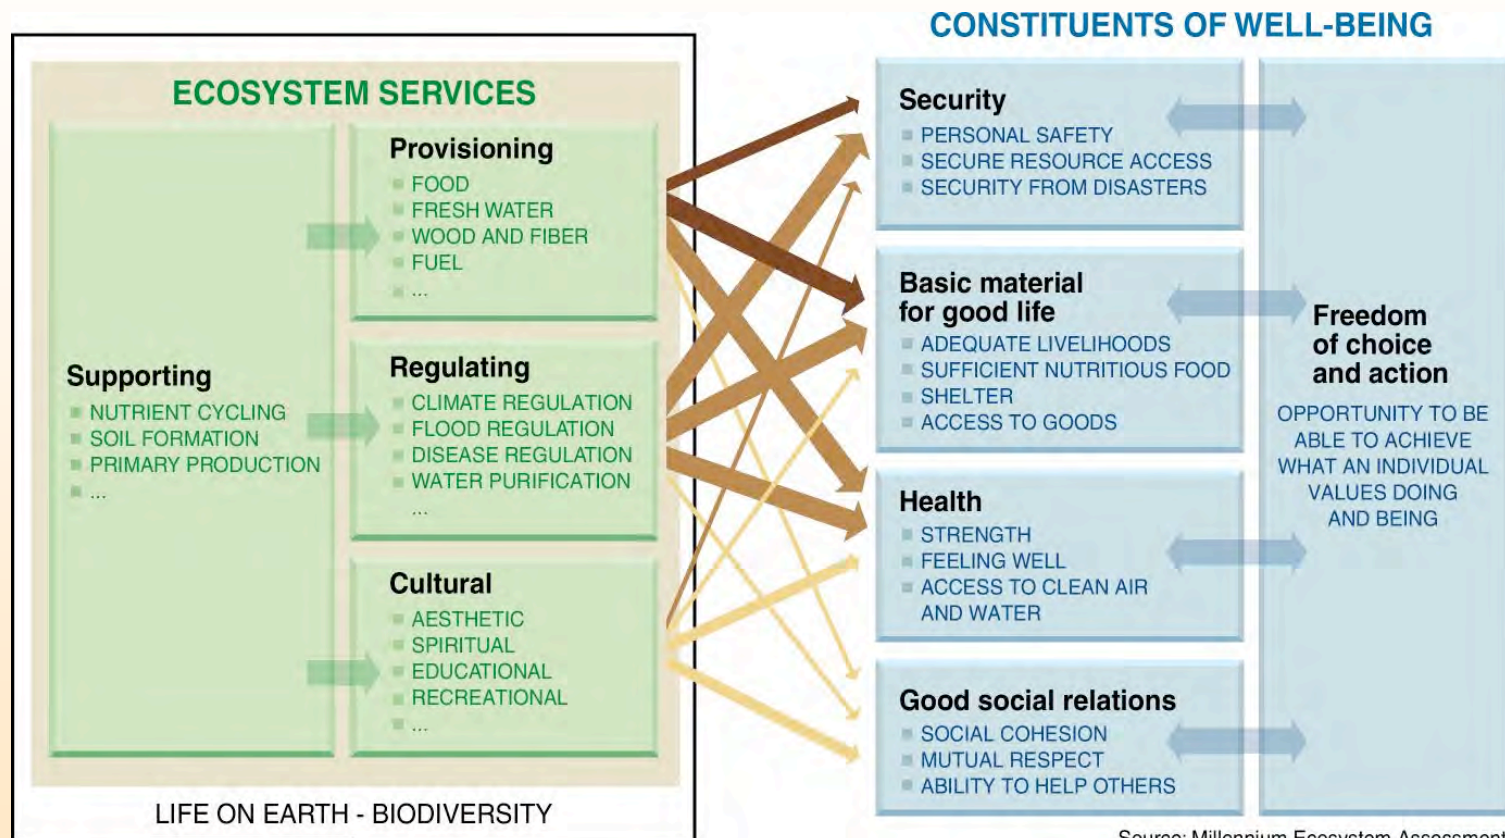 CONSTITUENTS OF WELL-BEING
ECOSYSTEM SERVICES
Supporting
NUTRIENT CYCLING
SOIL FORMATION
PRIMARY PRODUCTION
...
Provisioning
FOOD
FRESH WATER
WOOD AND FIBER
FUEL
...
Regulating
CLIMATE REGULATION
FLOOD REGULATION
DISEASE REGULATION
WATER PURIFICATION
...
Cultural
AESTHETIC
SPIRITUAL
EDUCATIONAL
RECREATIONAL
...
LIFE ON EARTH - BIODIVERSITY
Security
PERSONAL SAFETY
SECURE RESOURCE ACCESS
SECURITY FROM DISASTERS
Basic material
for good life
ADEQUATE LIVELIHOODS
SUFFICIENT NUTRITIOUS FOOD
SHELTER
ACCESS TO GOODS
Health
STRENGTH
FEELING WELL
ACCESS TO CLEAN AIR
AND WATER
Good social relations
SOCIAL COHESION
MUTUAL RESPECT
ABILITY TO HELP OTHERS
Freedom
of choice
and action
OPPORTUNITY TO BE
ABLE TO ACHIEVE
WHAT AN INDIVIDUAL
VALUES DOING
AND BEING
Source: Millennium Ecosystem Assessment